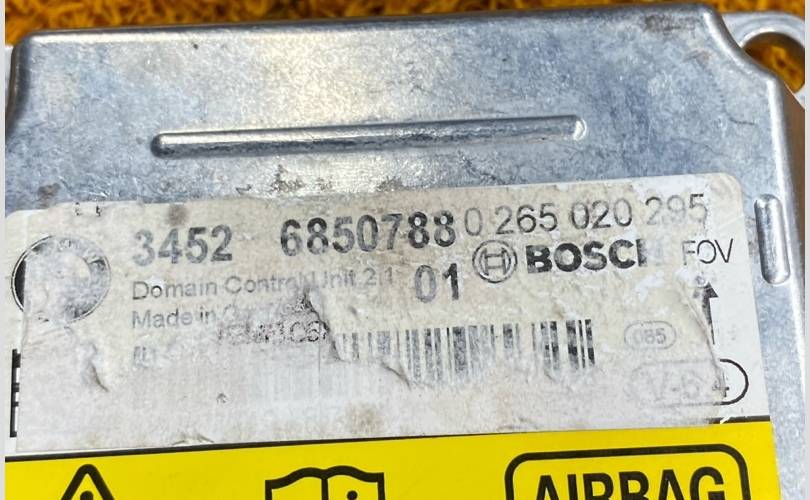 3452 6850788 0 265 020 295
Domain Control Unit 2.1 01 BOSCH FOV
Made in
085
AIRBAG